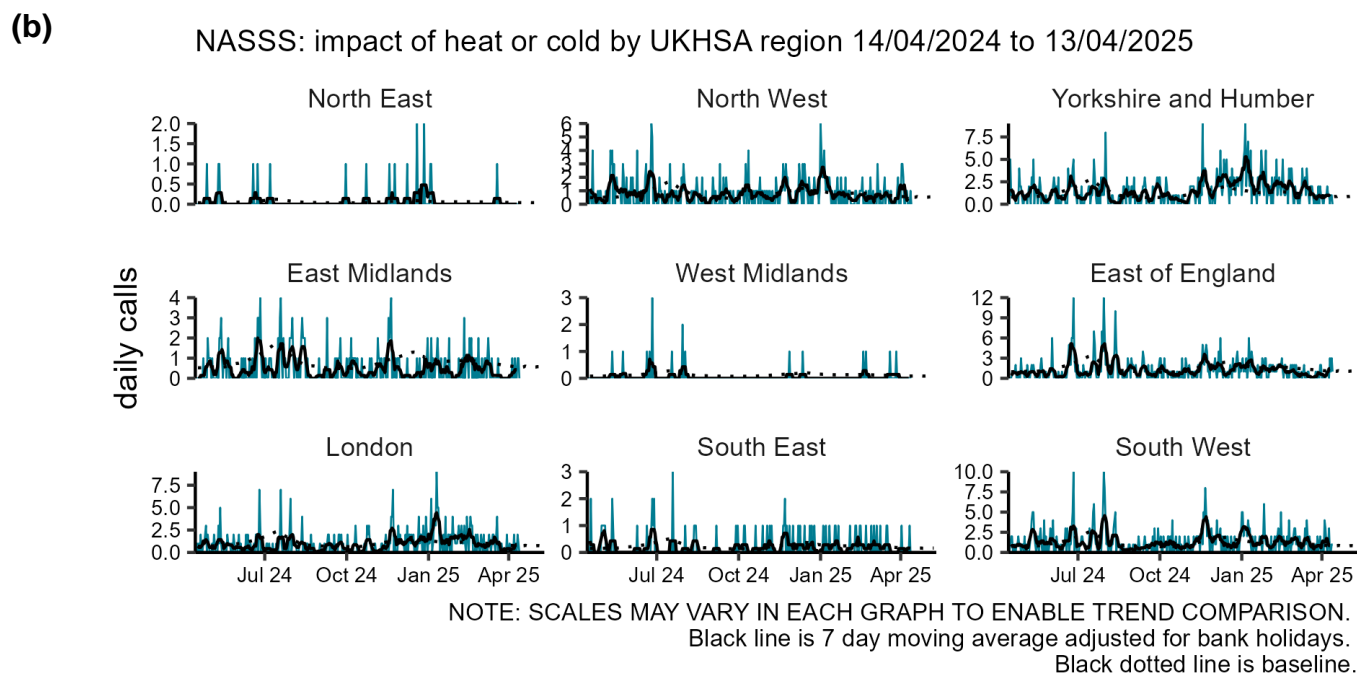 (b)
NASSS: impact of heat or cold by UKHSA region 14/04/2024 to 13/04/2025
North East
North West
Yorkshire and Humber
2.0
1.5
1.0
0.5
0.0
6
5
4
3
2
1
0
7.5
5.0
2.5
0.0
daily calls
East Midlands
West Midlands
East of England
4
3
2
1
0
3
2
1
0
12
9
6
3
0
London
South East
South West
7.5
5.0
2.5
0.0
3
2
1
0
10.0
7.5
5.0
2.5
0.0
Jul 24 Oct 24 Jan 25 Apr 25
Jul 24 Oct 24 Jan 25 Apr 25
Jul 24 Oct 24 Jan 25 Apr 25
NOTE: SCALES MAY VARY IN EACH GRAPH TO ENABLE TREND COMPARISON.
Black line is 7 day moving average adjusted for bank holidays.
Black dotted line is baseline.